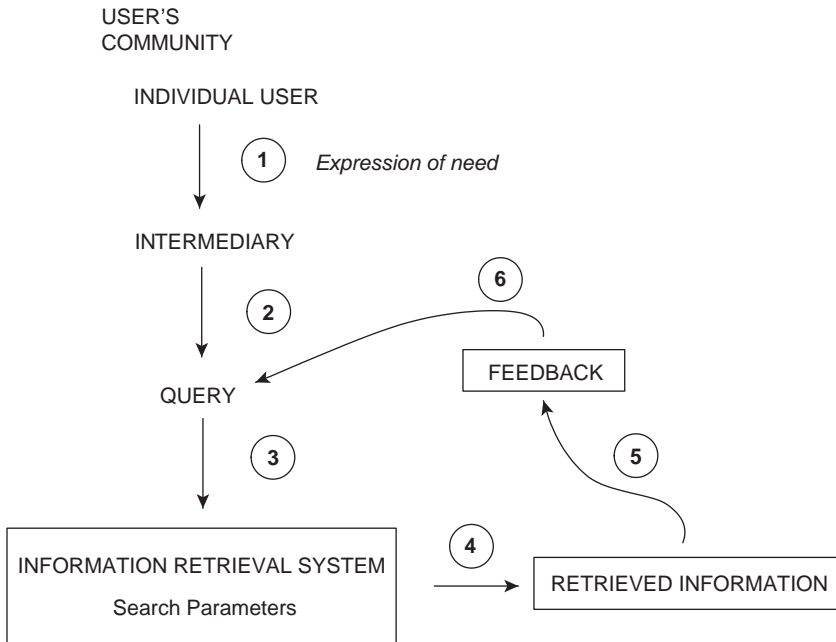 USER'S
COMMUNITY
INDIVIDUAL USER
1
Expression of need
INTERMEDIARY
2
6
FEEDBACK
QUERY
3
5
INFORMATION RETRIEVAL SYSTEM
Search Parameters
4
RETRIEVED INFORMATION